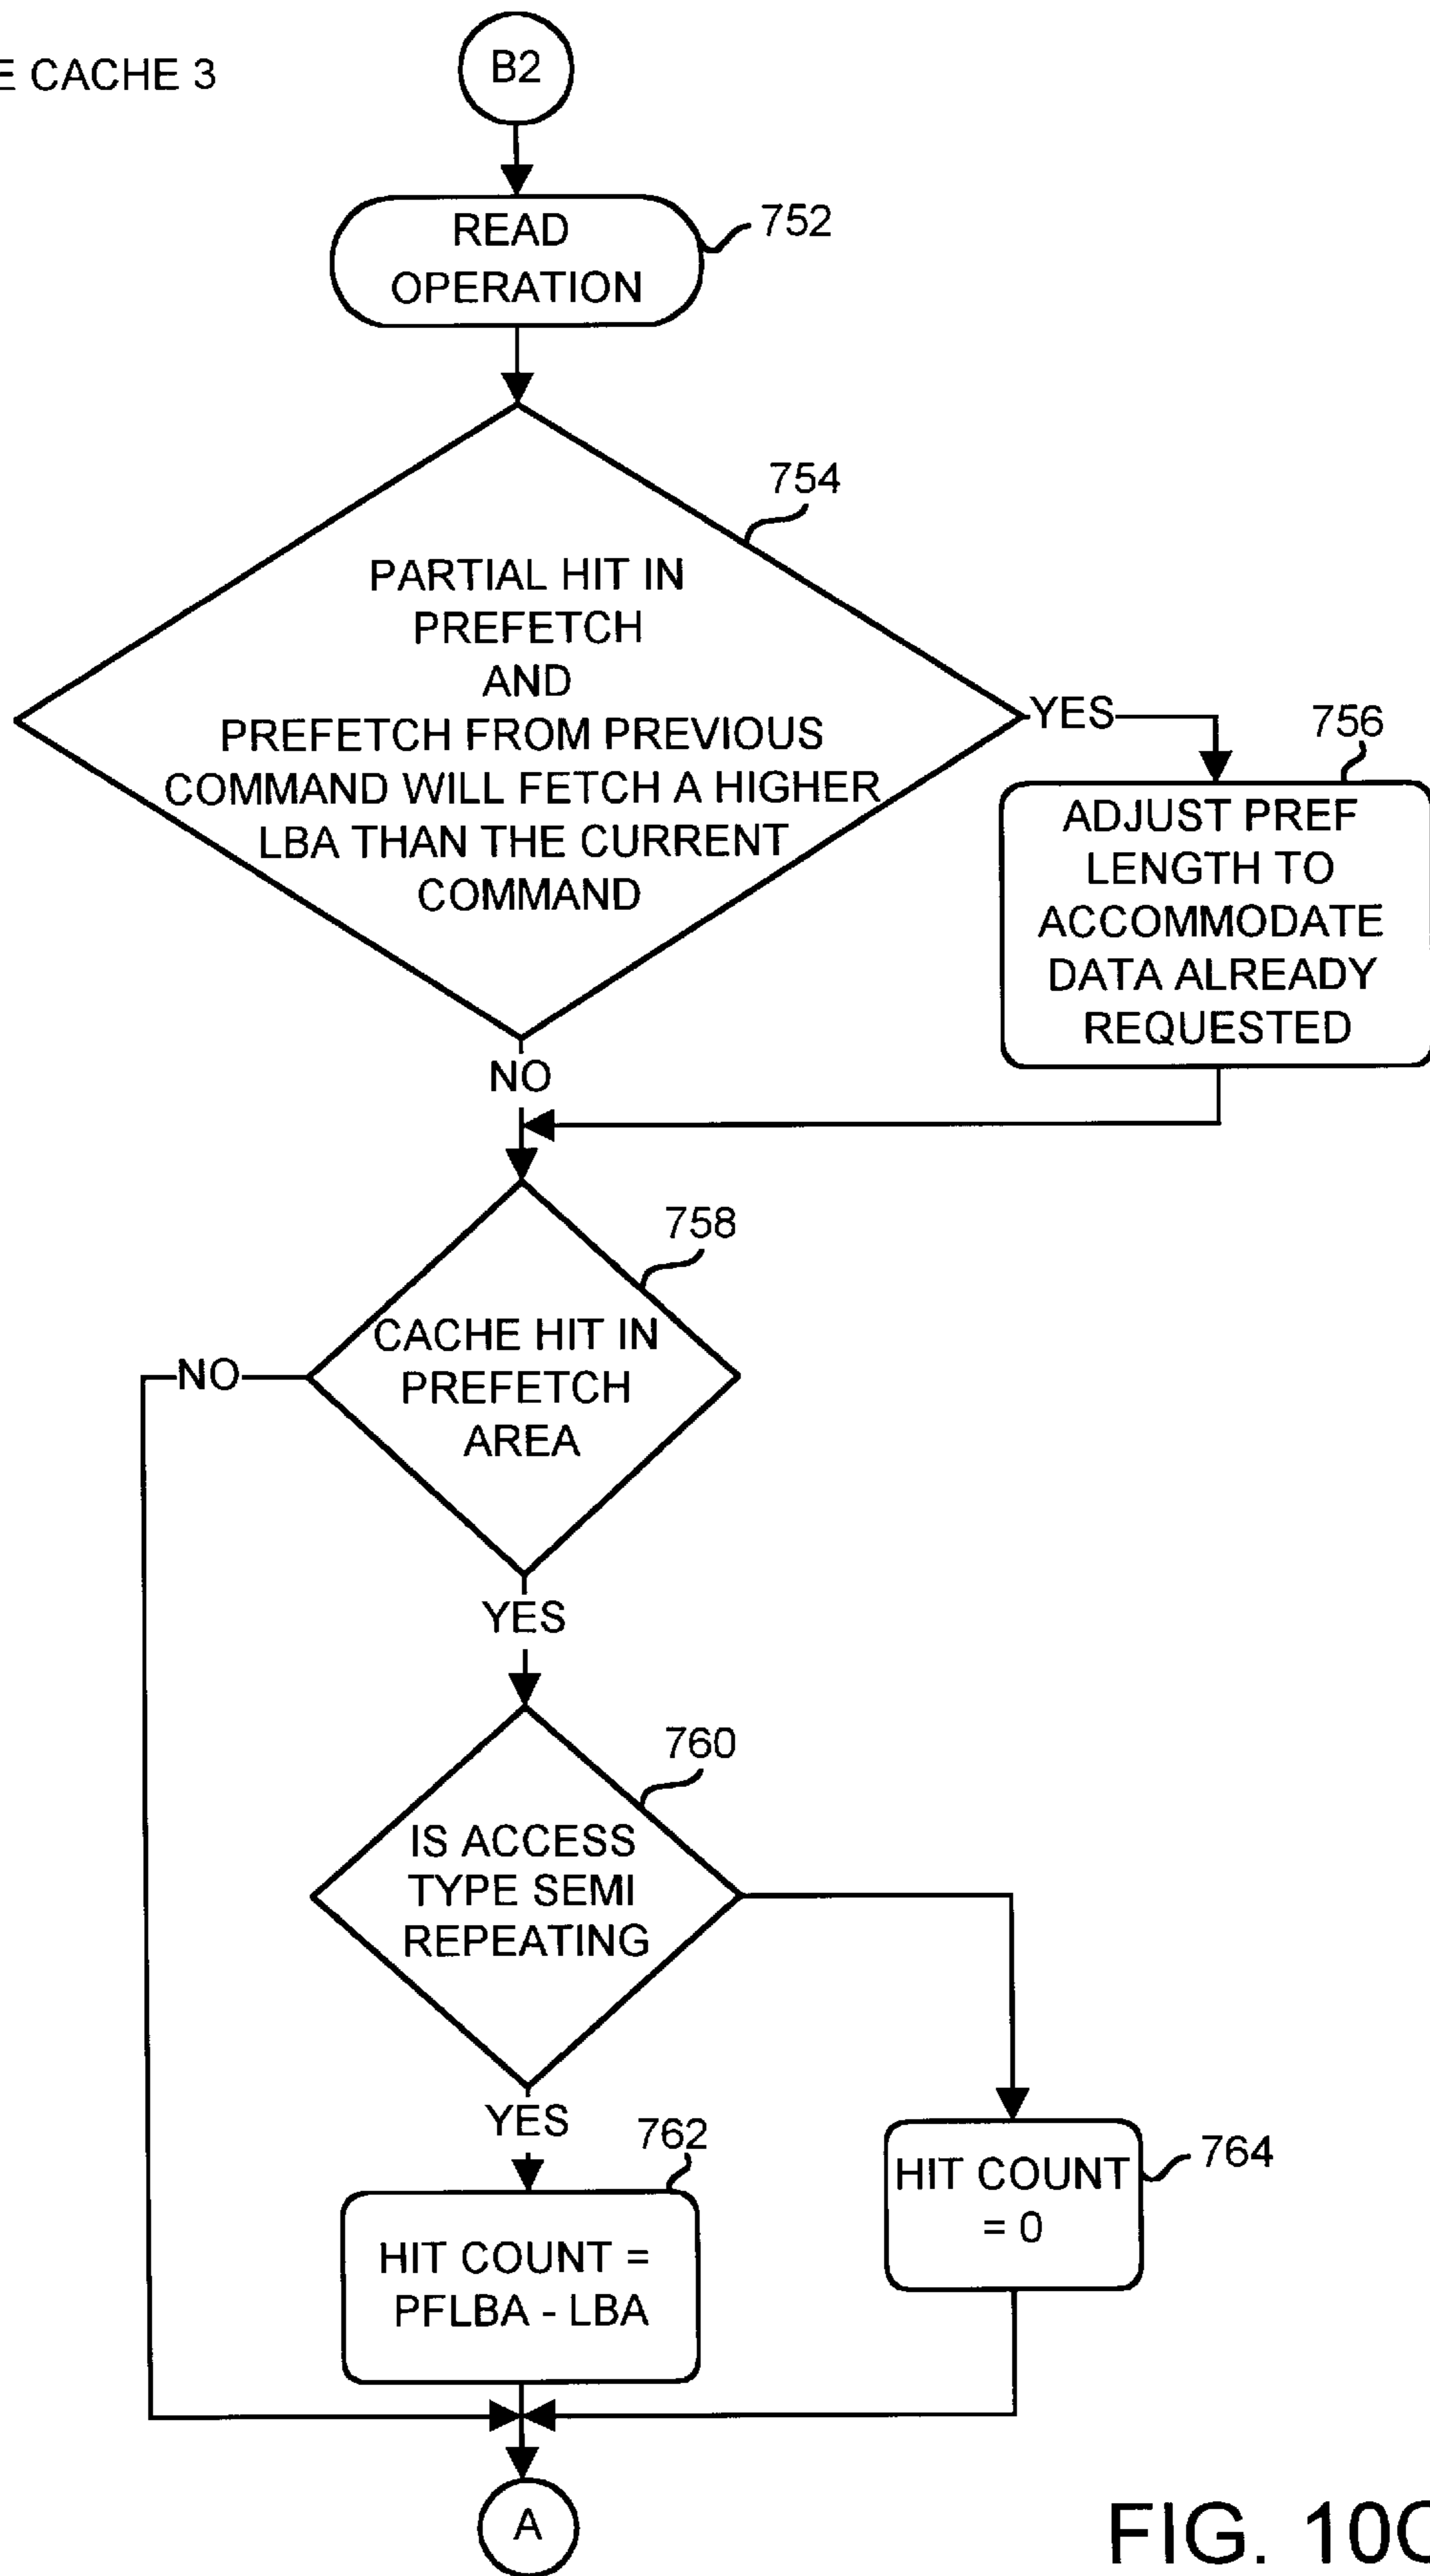 E CACHE 3
B2
READ
OPERATION
752
754
PARTIAL HIT IN
PREFETCH
AND
PREFETCH FROM PREVIOUS
COMMAND WILL FETCH A HIGHER
LBA THAN THE CURRENT
COMMAND
YES
756
ADJUST PREF
LENGTH TO
ACCOMMODATE
DATA ALREADY
REQUESTED
NO
758
CACHE HIT IN
PREFETCH
AREA
NO
YES
760
IS ACCESS
TYPE SEMI
REPEATING
YES
762
HIT COUNT =
PFLBA - LBA
HIT COUNT
= 0
764
A
FIG. 10C